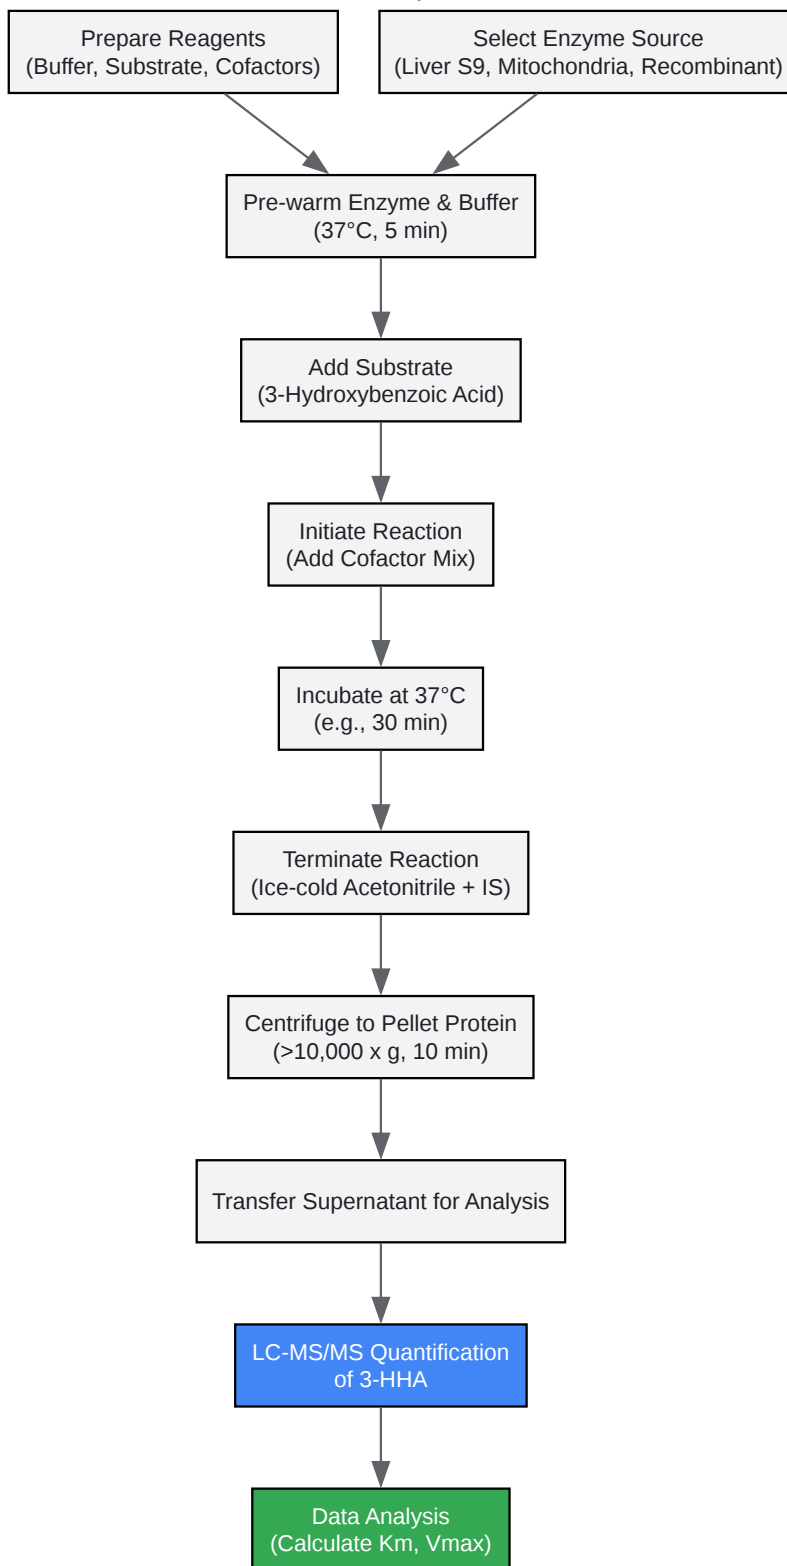 Prepare Reagents
(Buffer, Substrate, Cofactors)
Select Enzyme Source
(Liver S9, Mitochondria, Recombinant)
Pre-warm Enzyme & Buffer
(37°C, 5 min)
Add Substrate
(3-Hydroxybenzoic Acid)
Initiate Reaction
(Add Cofactor Mix)
Incubate at 37°C
(e.g., 30 min)
Terminate Reaction
(Ice-cold Acetonitrile + IS)
Centrifuge to Pellet Protein
(>10,000 x g, 10 min)
Transfer Supernatant for Analysis
LC-MS/MS Quantification
of 3-HHA
Data Analysis
(Calculate Km, Vmax)